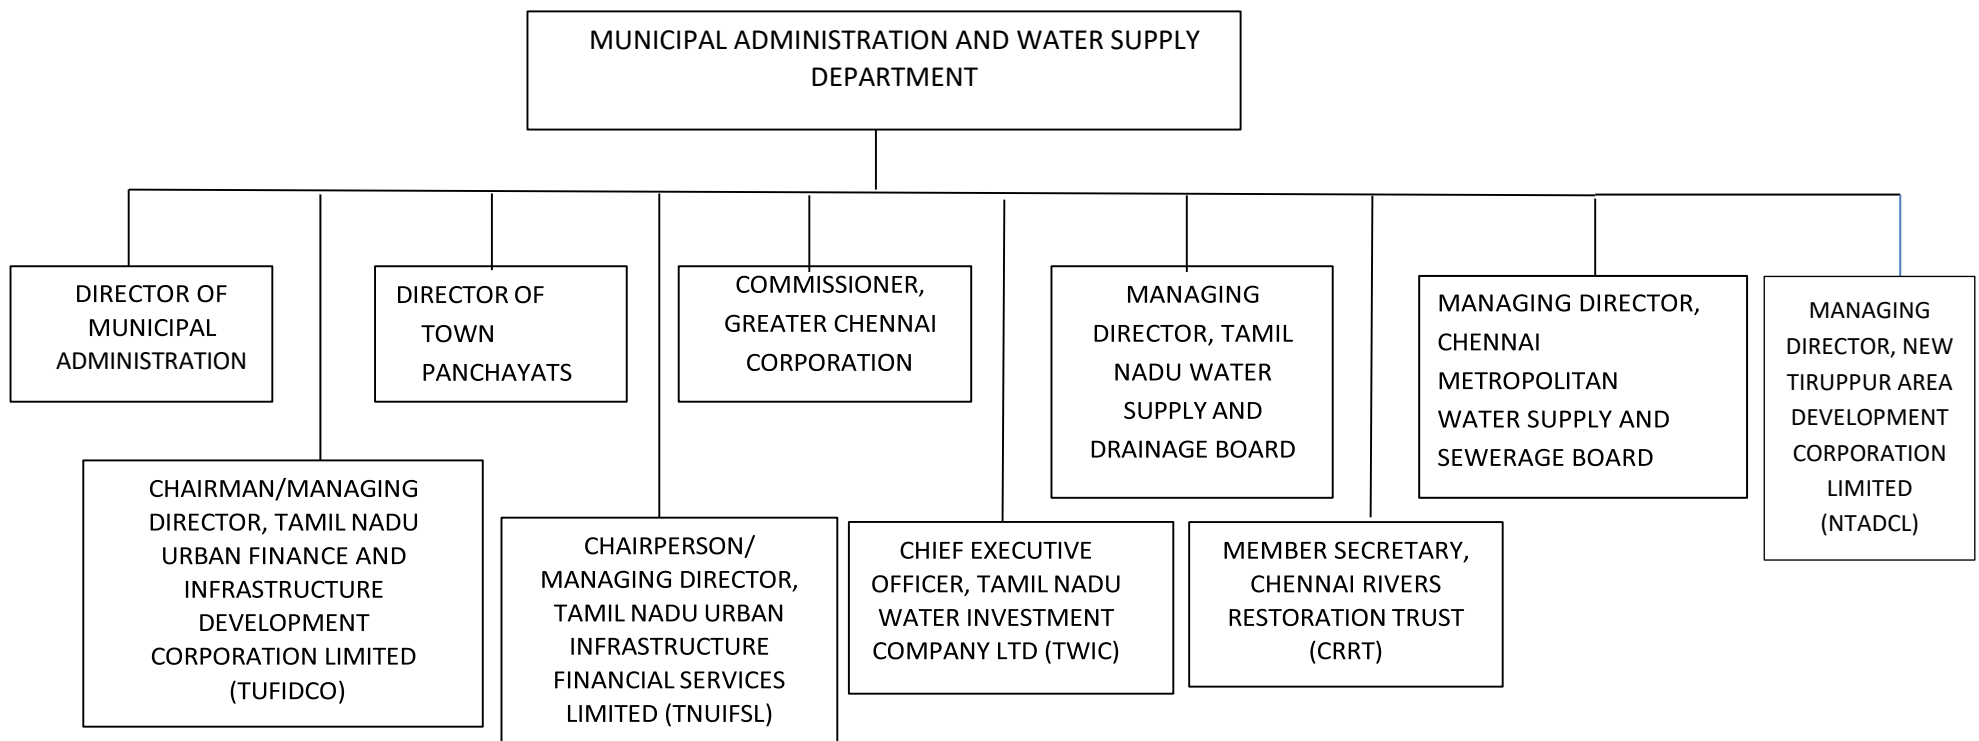 MUNICIPAL ADMINISTRATION AND WATER SUPPLY
DEPARTMENT
DIRECTOR OF
MUNICIPAL
ADMINISTRATION
DIRECTOR OF
TOWN
PANCHAYATS
COMMISSIONER,
GREATER CHENNAI
CORPORATION
MANAGING
DIRECTOR, TAMIL
NADU WATER
SUPPLY AND
DRAINAGE BOARD
MANAGING DIRECTOR,
CHENNAI
METROPOLITAN
WATER SUPPLY AND
SEWERAGE BOARD
MANAGING
DIRECTOR, NEW
TIRUPPUR AREA
DEVELOPMENT
CORPORATION
LIMITED
(NTADCL)
CHAIRMAN/MANAGING
DIRECTOR, TAMIL NADU
URBAN FINANCE AND
INFRASTRUCTURE
DEVELOPMENT
CORPORATION LIMITED
(TUFIDCO)
CHAIRPERSON/
MANAGING DIRECTOR,
TAMIL NADU URBAN
INFRASTRUCTURE
FINANCIAL SERVICES
LIMITED (TNUIFSL)
CHIEF EXECUTIVE
OFFICER, TAMIL NADU
WATER INVESTMENT
COMPANY LTD (TWIC)
MEMBER SECRETARY,
CHENNAI RIVERS
RESTORATION TRUST
(CRRT)